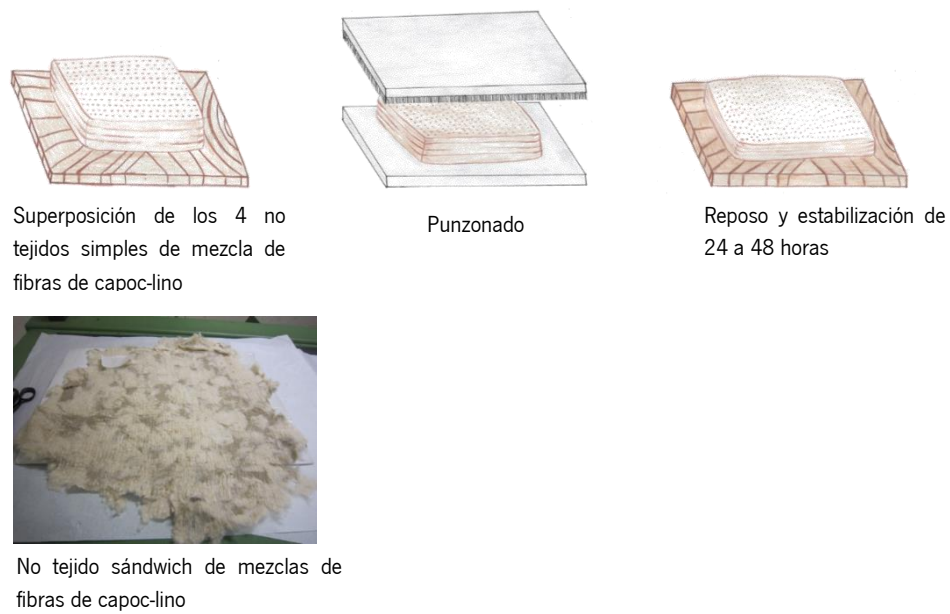 Superposición de los 4 no
tejidos simples de mezcla de
fibras de capoc-lino
Punzonado
Reposo y estabilización de
24 a 48 horas
No tejido sándwich de mezclas de
fibras de capoc-lino